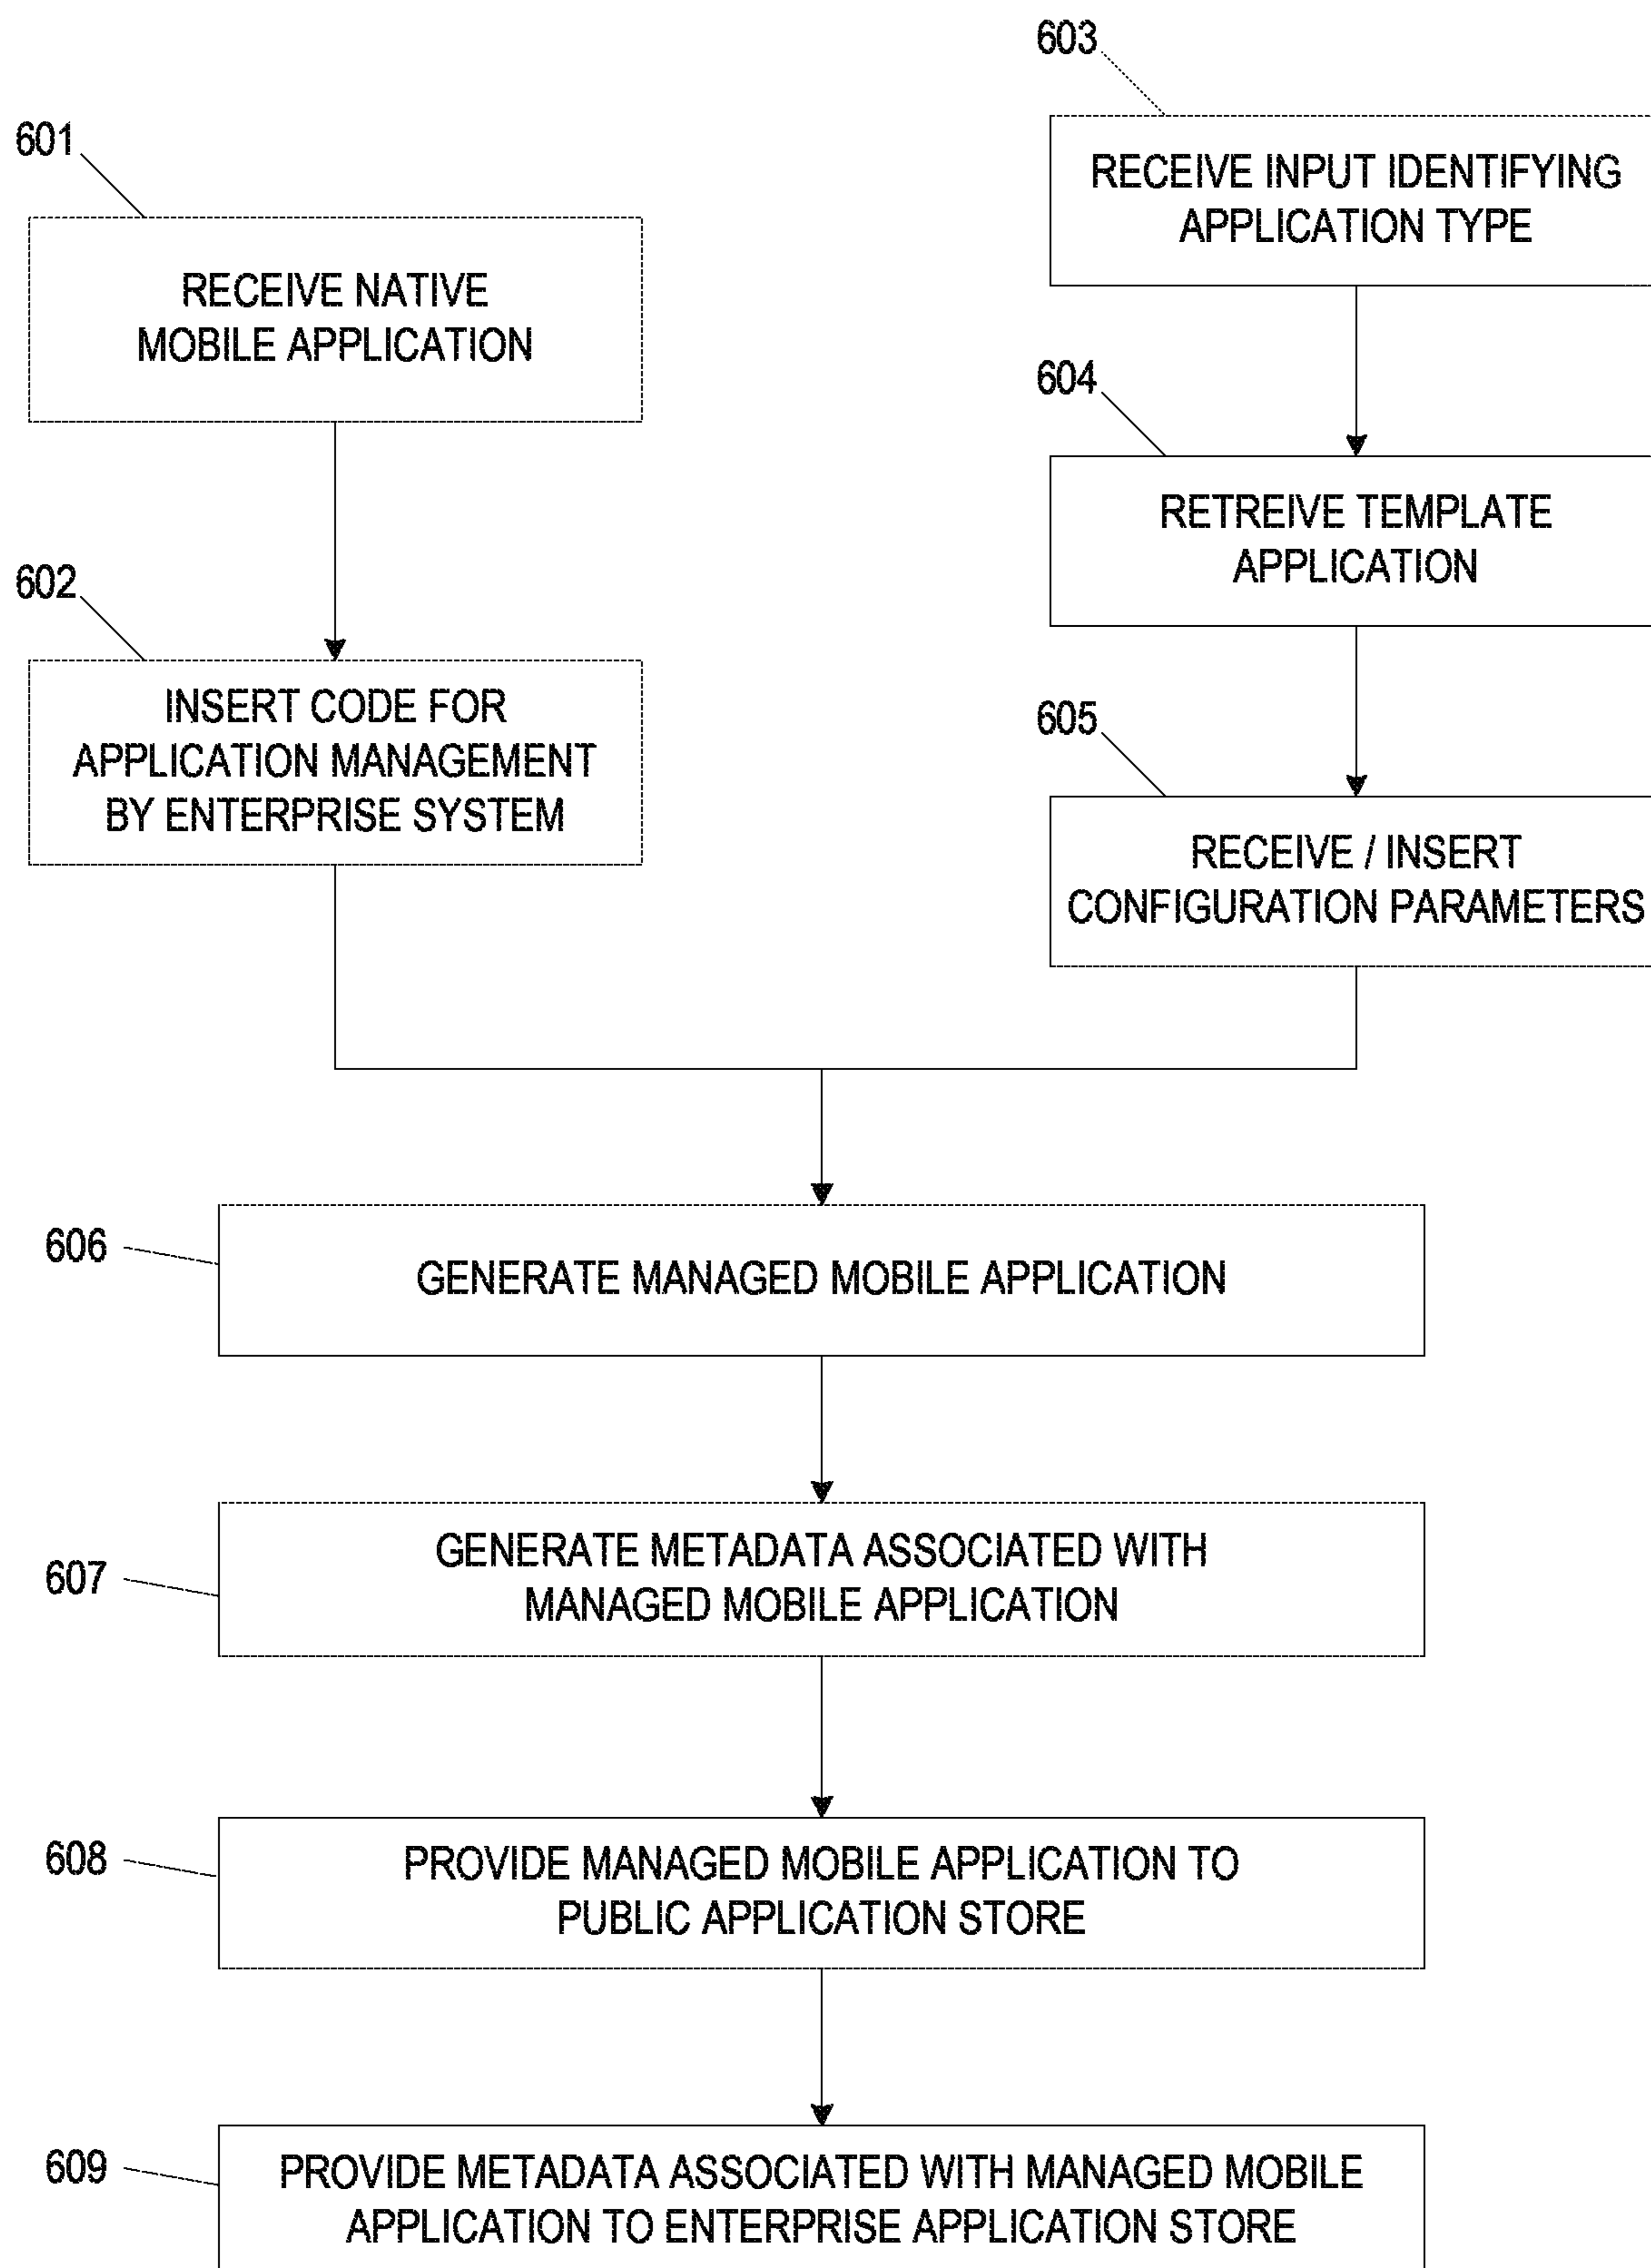 601
RECEIVE NATIVE
MOBILE APPLICATION
602
INSERT CODE FOR
APPLICATION MANAGEMENT
BY ENTERPRISE SYSTEM
603
RECEIVE INPUT IDENTIFYING
APPLICATION TYPE
604
RETREIVE TEMPLATE
APPLICATION
605
RECEIVE / INSERT
CONFIGURATION PARAMETERS
606
GENERATE MANAGED MOBILE APPLICATION
607
GENERATE METADATA ASSOCIATED WITH
MANAGED MOBILE APPLICATION
608
PROVIDE MANAGED MOBILE APPLICATION TO
PUBLIC APPLICATION STORE
609
PROVIDE METADATA ASSOCIATED WITH MANAGED MOBILE
APPLICATION TO ENTERPRISE APPLICATION STORE